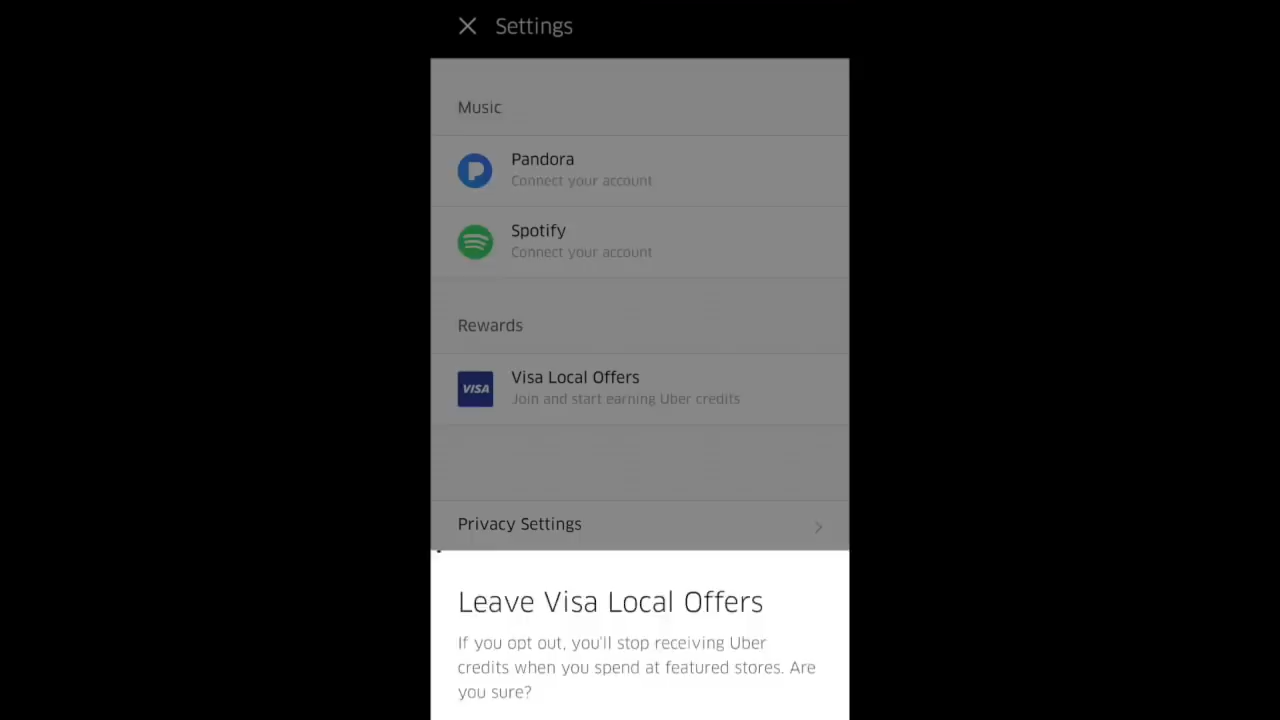 Settings
Music
Pandora
Connect your account
Spotify
Connect your account
Rewards
VISA
Visa Local Offers
Join and start earning Uber credits
Privacy Settings
Leave Visa Local Offers
If you opt out, you'll stop receiving Uber
credits when you spend at featured stores. Are
you sure?